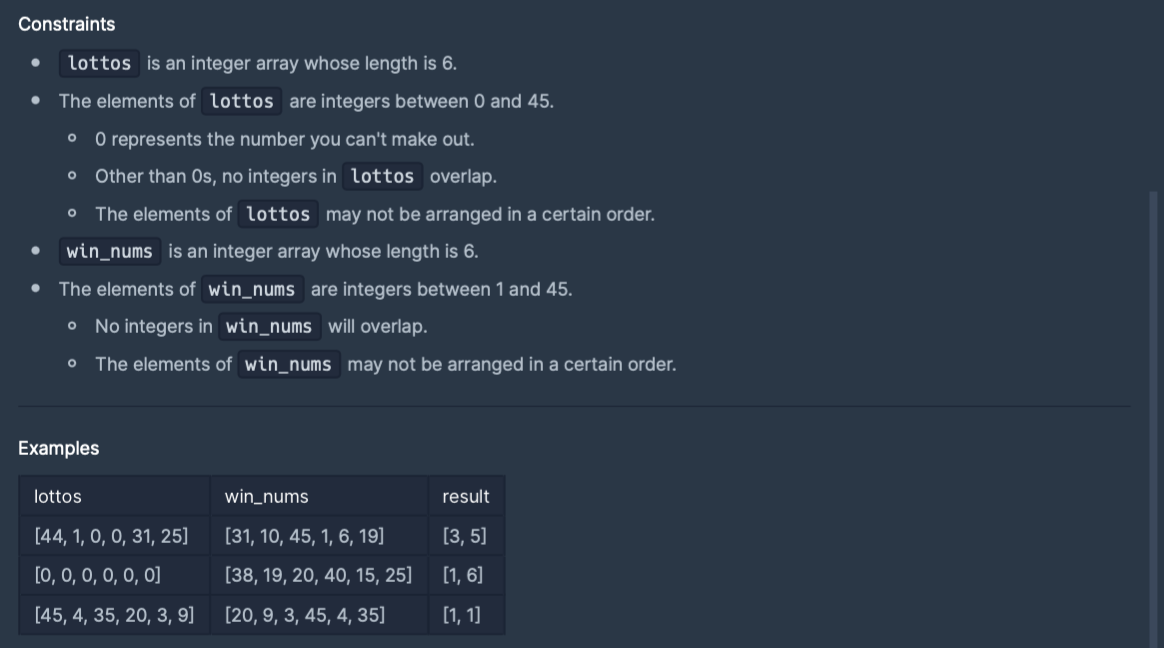 Constraints
• lottos is an integer array whose length is 6.
• The elements of lottos are integers between 0 and 45.
◦ 0 represents the number you can't make out.
◦ Other than 0s, no integers in lottos overlap.
◦ The elements of lottos may not be arranged in a certain order.
• win_nums is an integer array whose length is 6.
• The elements of win_nums are integers between 1 and 45.
◦ No integers in win_nums will overlap.
◦ The elements of win_nums may not be arranged in a certain order.
Examples
lottos win_nums result
[44, 1, 0, 0, 31, 25] [31, 10, 45, 1, 6, 19] [3, 5]
[0, 0, 0, 0, 0, 0] [38, 19, 20, 40, 15, 25] [1, 6]
[45, 4, 35, 20, 3, 9] [20, 9, 3, 45, 4, 35] [1, 1]